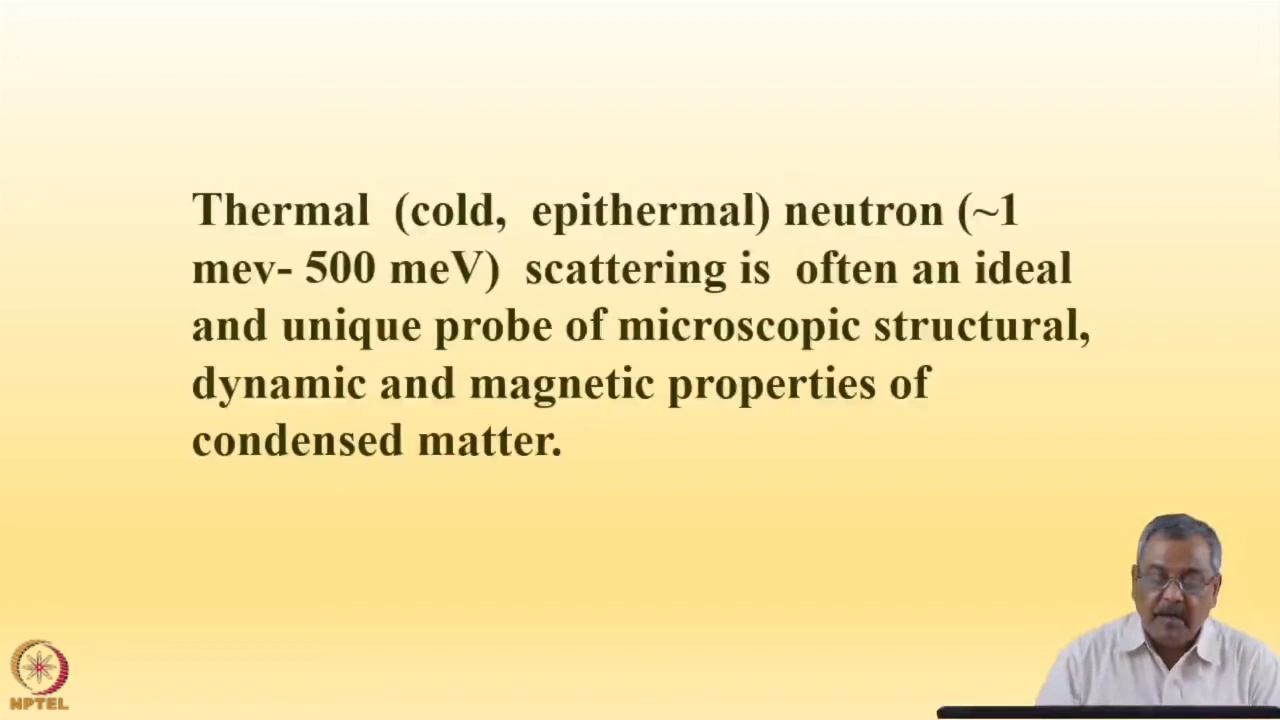 Thermal (cold, epithermal) neutron (~1
mev- 500 meV) scattering is often an ideal
and unique probe of microscopic structural,
dynamic and magnetic properties of
condensed matter.
NPTEL